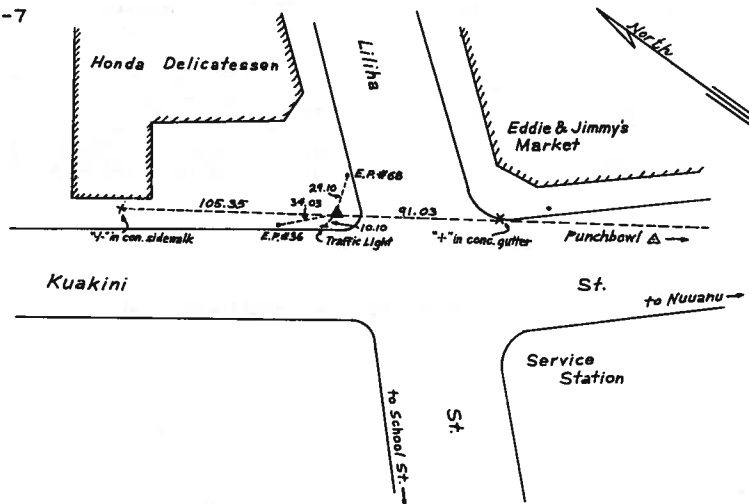 -7
Honda Delicatessen
Liliha
North
Eddie & Jimmy's
Market
E.P.#68
29.10
105.35
34.03
91.03
"+" in con. sidewalk
E.P.#36
10.10
Traffic Light
"+" in conc. gutter
Punchbowl
Kuakini
St.
to Nuuanu
Service
Station
to School St.
St.